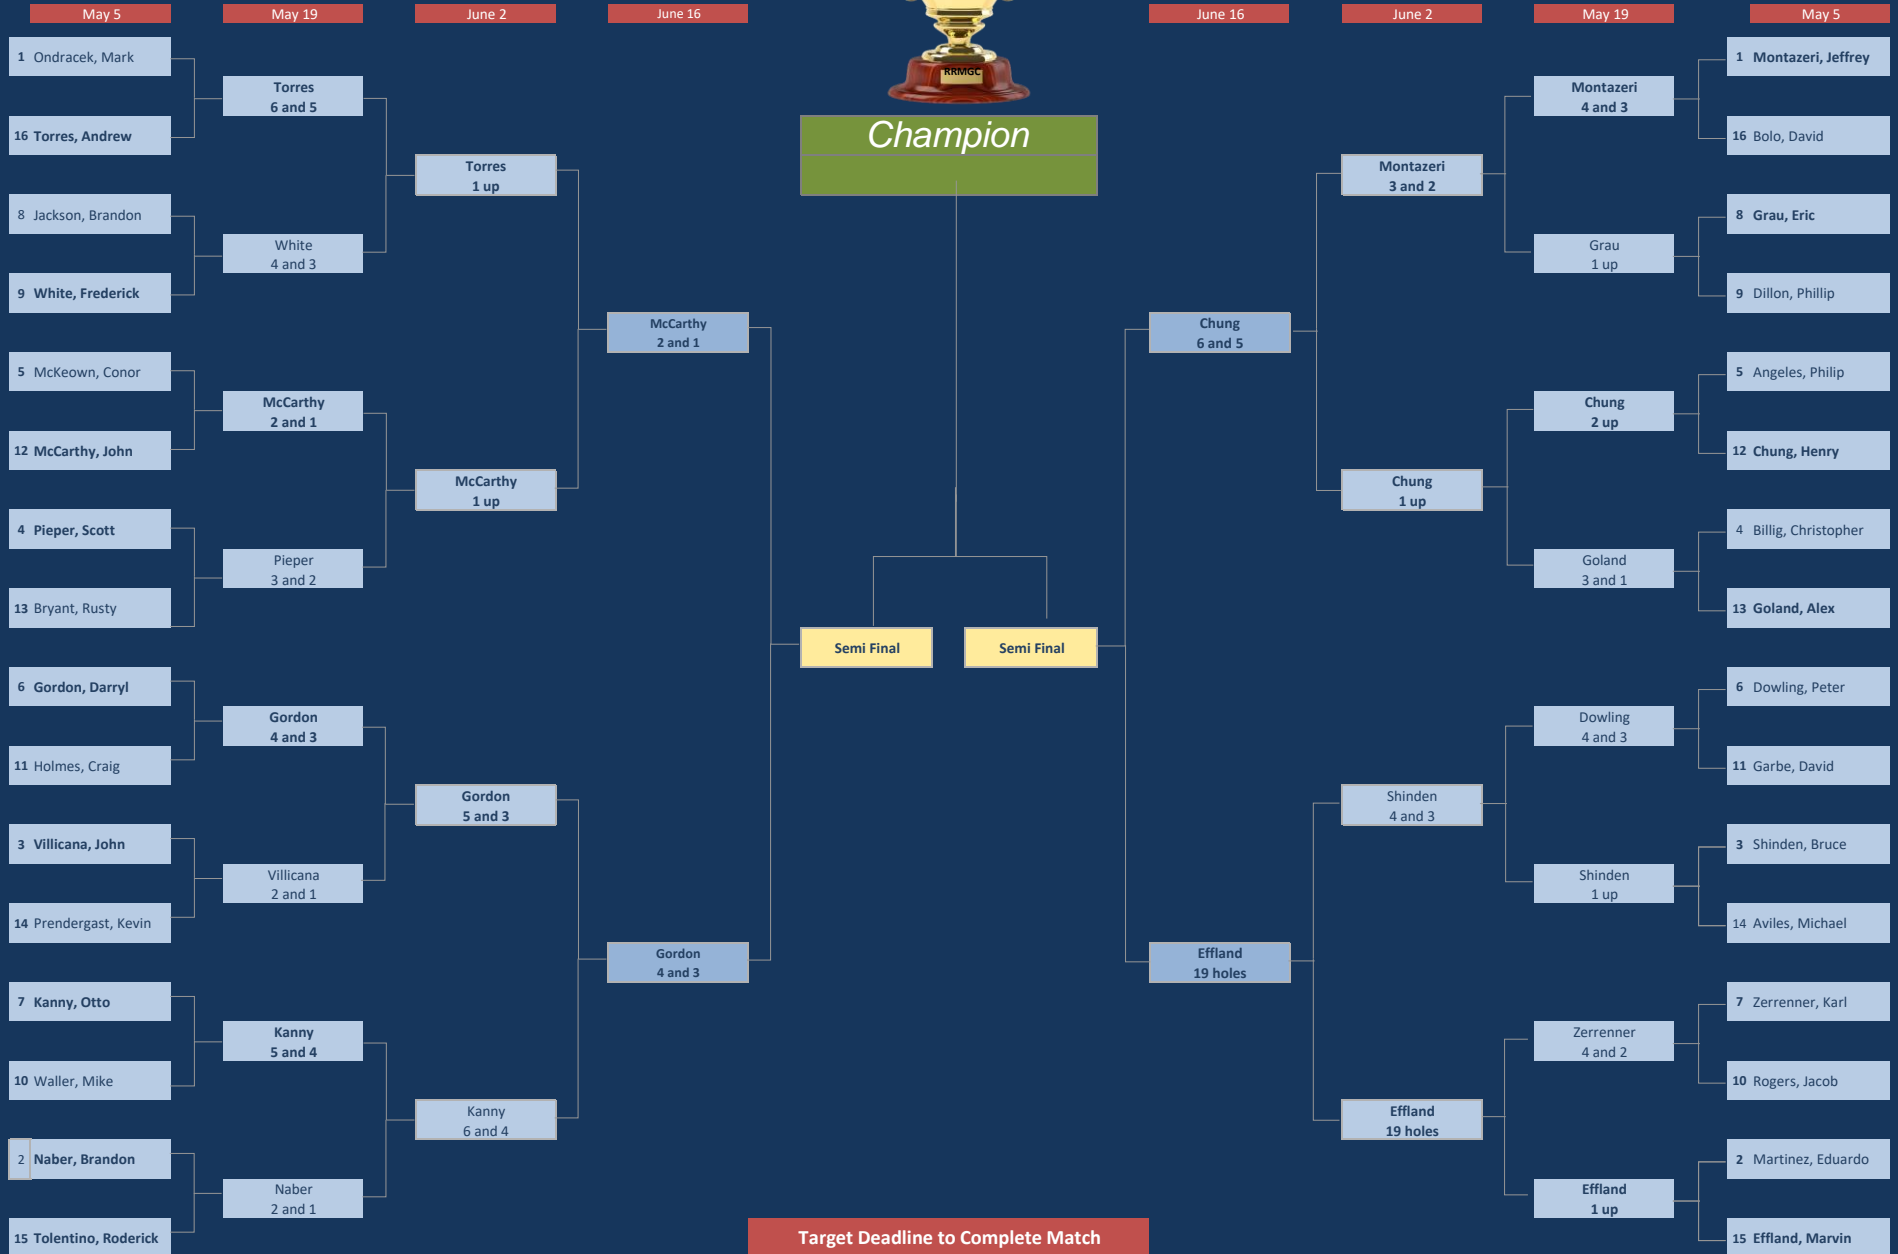 May 5
May 19
June 2
June 16
June 16
June 2
May 19
May 5
RRMGC
Champion
1 Ondracek, Mark
16 Torres, Andrew
8 Jackson, Brandon
9 White, Frederick
5 McKeown, Conor
12 McCarthy, John
4 Pieper, Scott
13 Bryant, Rusty
6 Gordon, Darryl
11 Holmes, Craig
3 Villicana, John
14 Prendergast, Kevin
7 Kanny, Otto
10 Waller, Mike
2 Naber, Brandon
15 Tolentino, Roderick
Torres
6 and 5
White
4 and 3
McCarthy
2 and 1
Pieper
3 and 2
Gordon
4 and 3
Villicana
2 and 1
Kanny
5 and 4
Naber
2 and 1
Torres
1 up
McCarthy
1 up
Gordon
5 and 3
Kanny
6 and 4
McCarthy
2 and 1
Gordon
4 and 3
Semi Final
Semi Final
Chung
6 and 5
Effland
19 holes
Montazeri
3 and 2
Chung
1 up
Shinden
4 and 3
Effland
19 holes
Montazeri
4 and 3
Grau
1 up
Chung
2 up
Goland
3 and 1
Dowling
4 and 3
Shinden
1 up
Zerrenner
4 and 2
Effland
1 up
1 Montazeri, Jeffrey
16 Bolo, David
8 Grau, Eric
9 Dillon, Phillip
5 Angeles, Philip
12 Chung, Henry
4 Billig, Christopher
13 Goland, Alex
6 Dowling, Peter
11 Garbe, David
3 Shinden, Bruce
14 Aviles, Michael
7 Zerrenner, Karl
10 Rogers, Jacob
2 Martinez, Eduardo
15 Effland, Marvin
Target Deadline to Complete Match